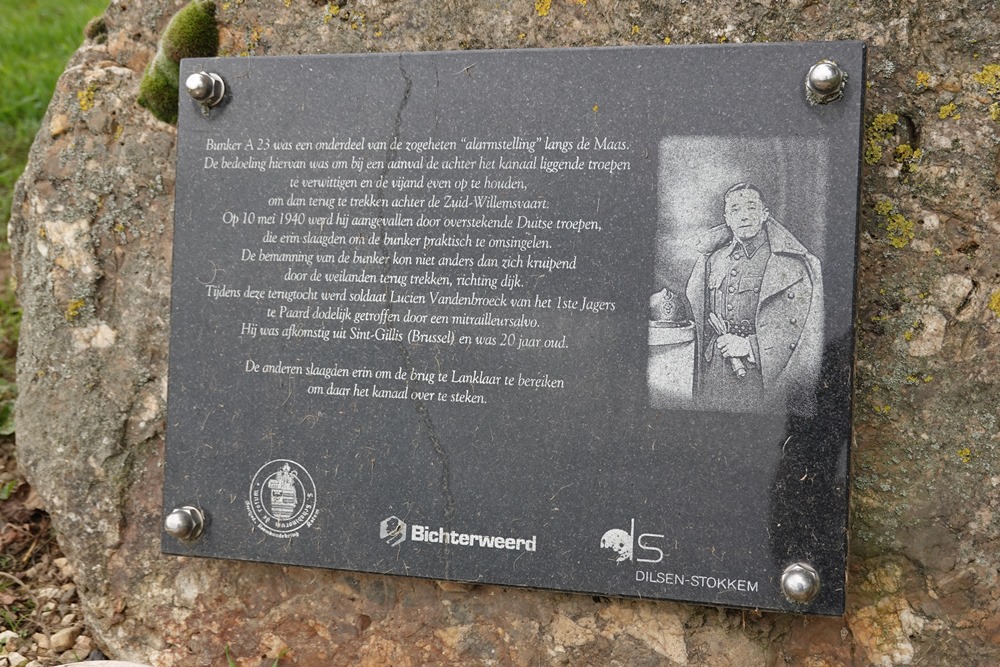 Bunker A 23 was een onderdeel van de zogeheten “alarmstelling” langs de Maas.
De bedoeling hiervan was om bij een aanval de achter het kanaal liggende troepen
te verwittigen en de vijand even op te houden,
om dan terug te trekken achter de Zuid-Willemsvaart.
Op 10 mei 1940 werd hij aangevallen door overstekende Duitse troepen,
die erin slaagden om de bunker praktisch te omsingelen.
De bemanning van de bunker kon niet anders dan zich kruipend
door de weilanden terug trekken, richting dijk.
Tijdens deze terugtocht werd soldaat Lucien Vandenbroeck van het 1ste Jagers
te Paard dodelijk getroffen door een mitrailleursalvo.
Hij was afkomstig uit Sint-Gillis (Brussel) en was 20 jaar oud.
De anderen slaagden erin om de brug te Lanklaar te bereiken
om daar het kanaal over te steken.
Bichterweerd
ds
DILSEN-STOKKEM